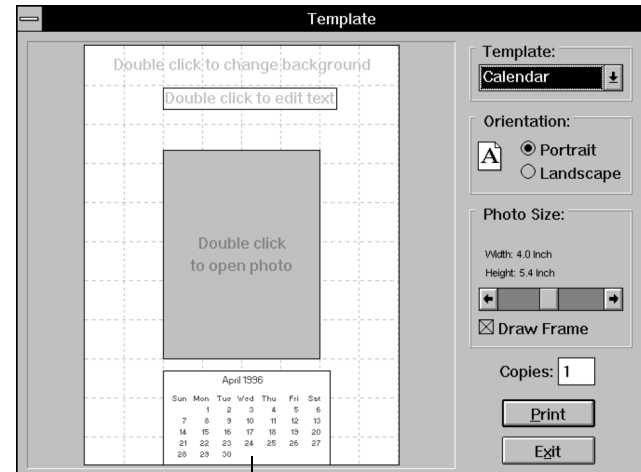 Template
Double click to change background
Double click to edit text
Double click
to open photo
April 1996
Sun Mon Tue Wed Thu Fri Sat
1 2 3 4 5 6
7 8 9 10 11 12 13
14 15 16 17 18 19 20
21 22 23 24 25 26 27
28 29 30
Template:
Calendar
Orientation:
A
Portrait
Landscape
Photo Size:
Width: 4.0 Inch
Height: 5.4 Inch
Draw Frame
Copies: 1
Print
Exit